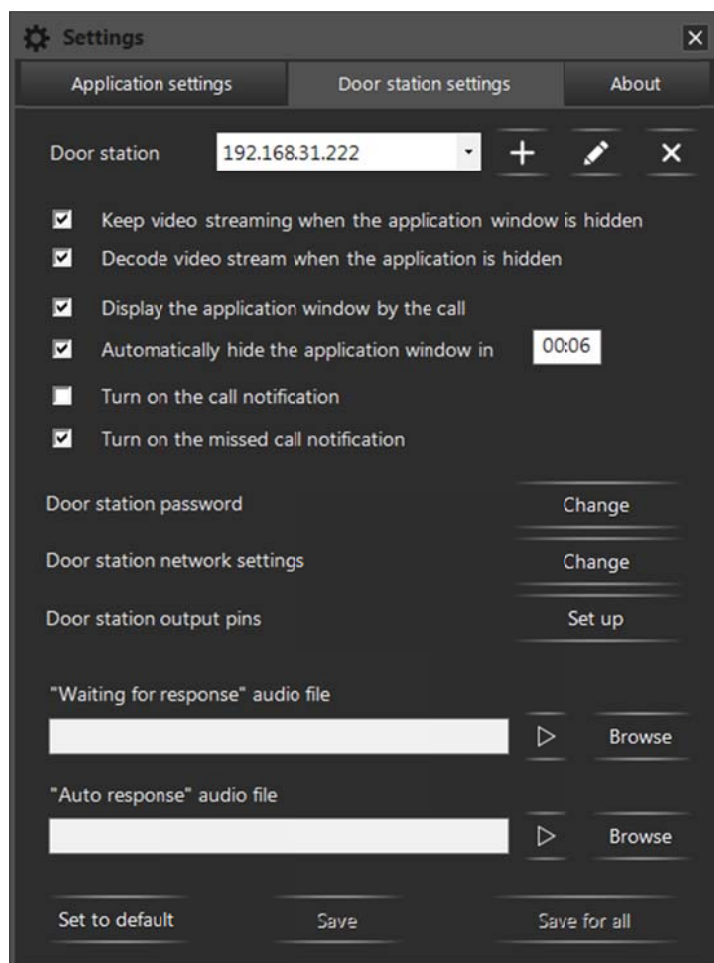 Settings
Application settings Door station settings About
Door station 192.168.31.222
Keep video streaming when the application window is hidden
Decode video stream when the application is hidden
Display the application window by the call
Automatically hide the application window in 00:06
Turn on the call notification
Turn on the missed call notification
Door station password Change
Door station network settings Change
Door station output pins Set up
"Waiting for response" audio file
Browse
"Auto response" audio file
Browse
Set to default Save Save for all